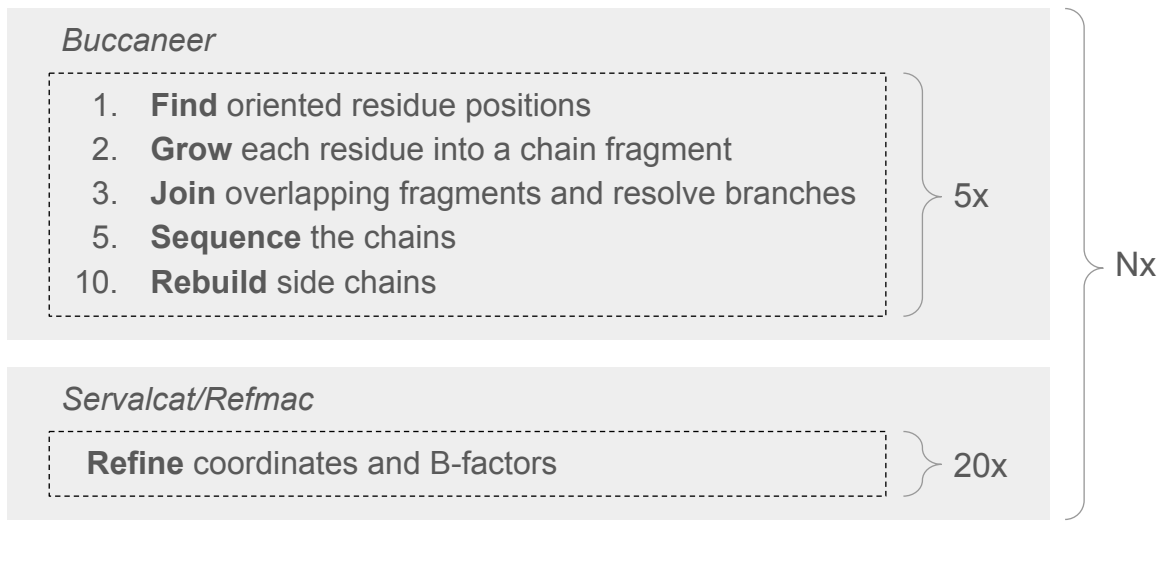 Buccaneer
1. Find oriented residue positions
2. Grow each residue into a chain fragment
3. Join overlapping fragments and resolve branches
5. Sequence the chains
10. Rebuild side chains
5x
Nx
Servalcat/Refmac
Refine coordinates and B-factors
20x